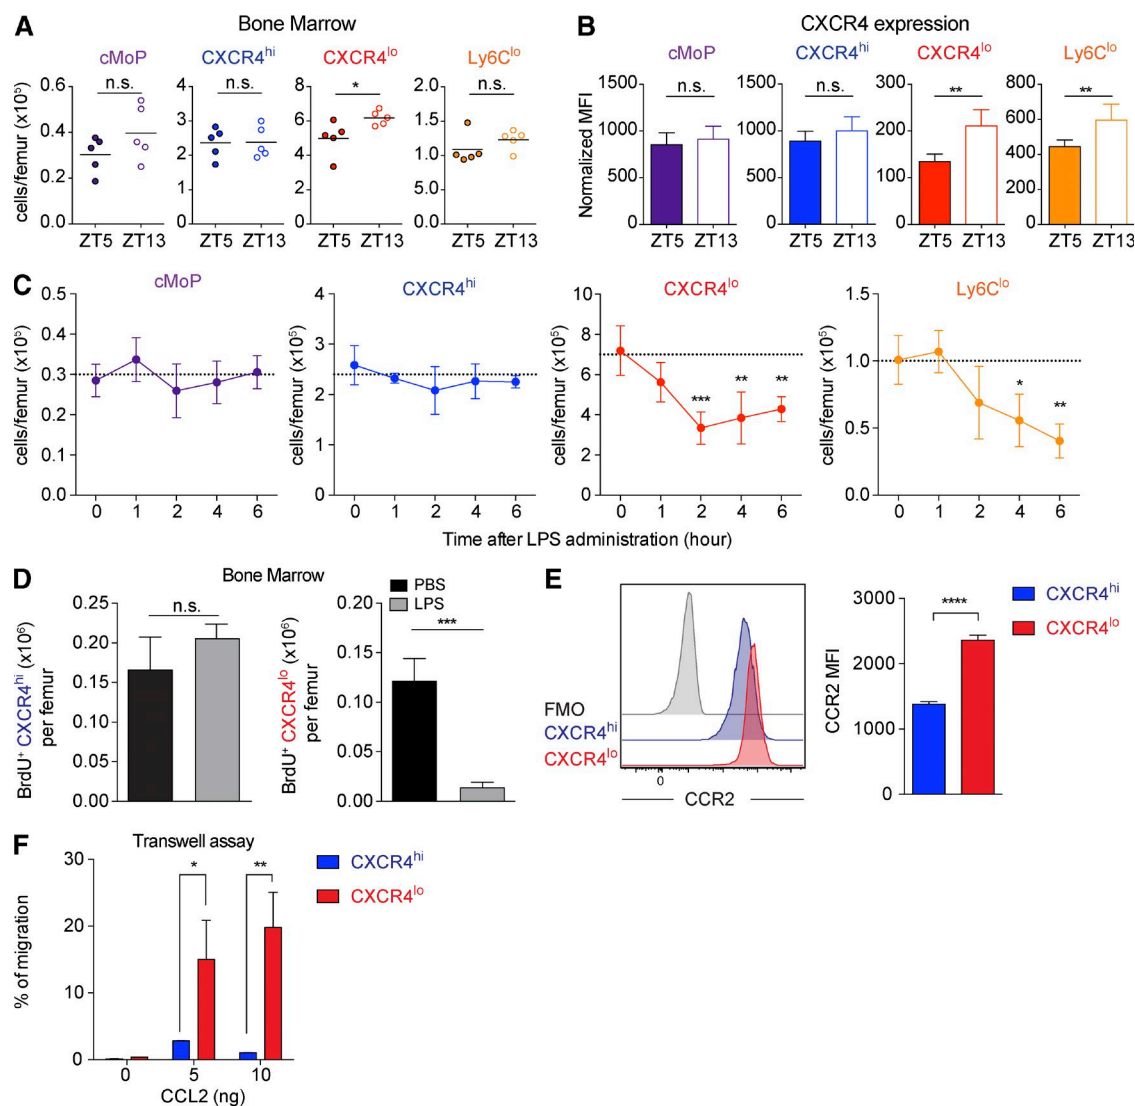 A Bone Marrow
cMoP CXCR4hi CXCR4lo Ly6Clo
n.s. n.s. * n.s.
cells/femur (x10⁵)
0.6 0.4 0.2 0.0
4 3 2 1 0
8 6 4 2 0
2.0 1.5 1.0 1.5 0.0
ZT5 ZT13 ZT5 ZT13 ZT5 ZT13 ZT5 ZT13
B CXCR4 expression
cMoP CXCR4hi CXCR4lo Ly6Clo
n.s. n.s. ** **
Normalized MFI
1500 1000 500 0
1500 1000 500 0
300 200 100 0
800 600 400 200 0
ZT5 ZT13 ZT5 ZT13 ZT5 ZT13 ZT5 ZT13
C cMoP CXCR4hi CXCR4lo Ly6Clo
cells/femur (x10⁵)
0.5 0.4 0.3 0.2 0.1 0.0
0 1 2 4 6
cells/femur (x10⁵)
4 3 2 1 0
0 1 2 4 6
cells/femur (x10⁵)
10 8 6 4 2 0
*** ** **
0 1 2 4 6
cells/femur (x10⁵)
1.5 1.0 0.5 0.0
* **
0 1 2 4 6
Time after LPS administration (hour)
D Bone Marrow
BrdU⁺ CXCR4hi (x10⁶)
per femur
0.25 0.20 0.15 0.10 0.05 0.00
n.s.
BrdU⁺ CXCR4lo (x10⁶)
per femur
0.20 0.15 0.10 0.05 0.00
PBS
LPS
***
E
FMO
CXCR4hi
CXCR4lo
0
CCR2
CCR2 MFI
3000 2000 1000 0
****
CXCR4hi
CXCR4lo
F Transwell assay
% of migration
30 20 10 0
* **
0 5 10
CCL2 (ng)
CXCR4hi
CXCR4lo